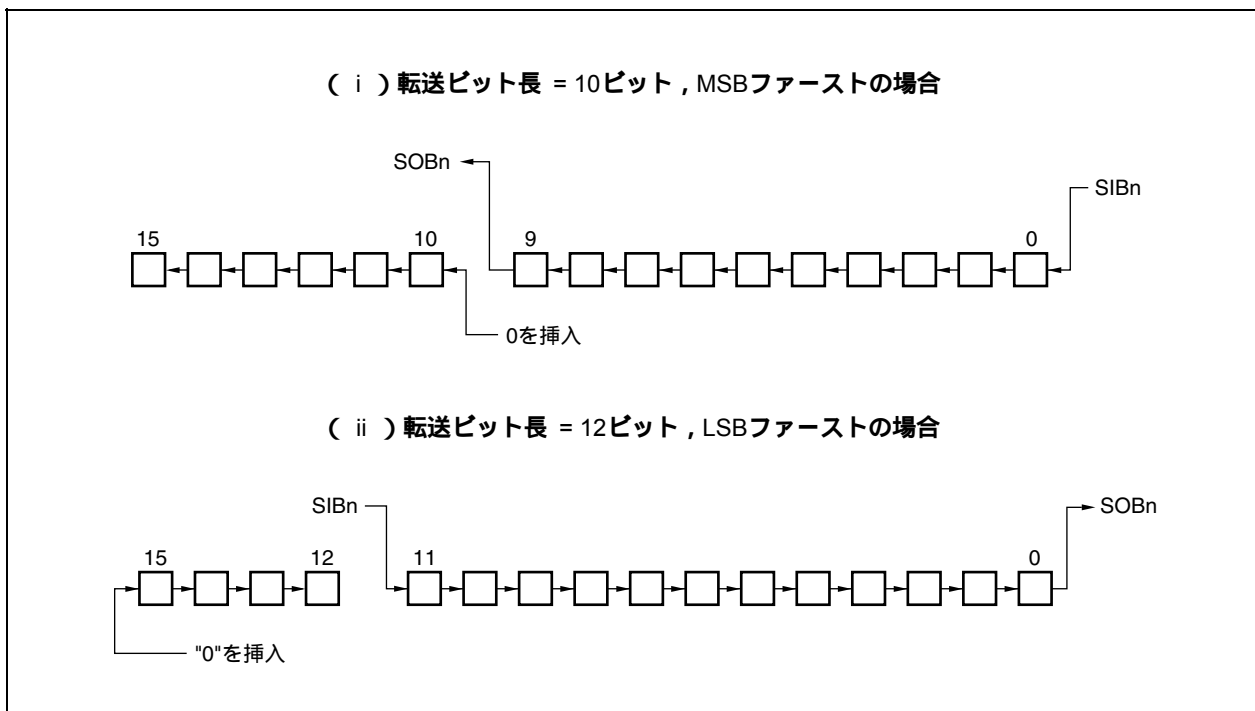 ( i )転送ビット長 = 10ビット , MSBファーストの場合
SOBn
SIBn
15 10 9 0
0を挿入
( ii )転送ビット長 = 12ビット , LSBファーストの場合
SIBn
SOBn
15 12 11 0
"0"を挿入